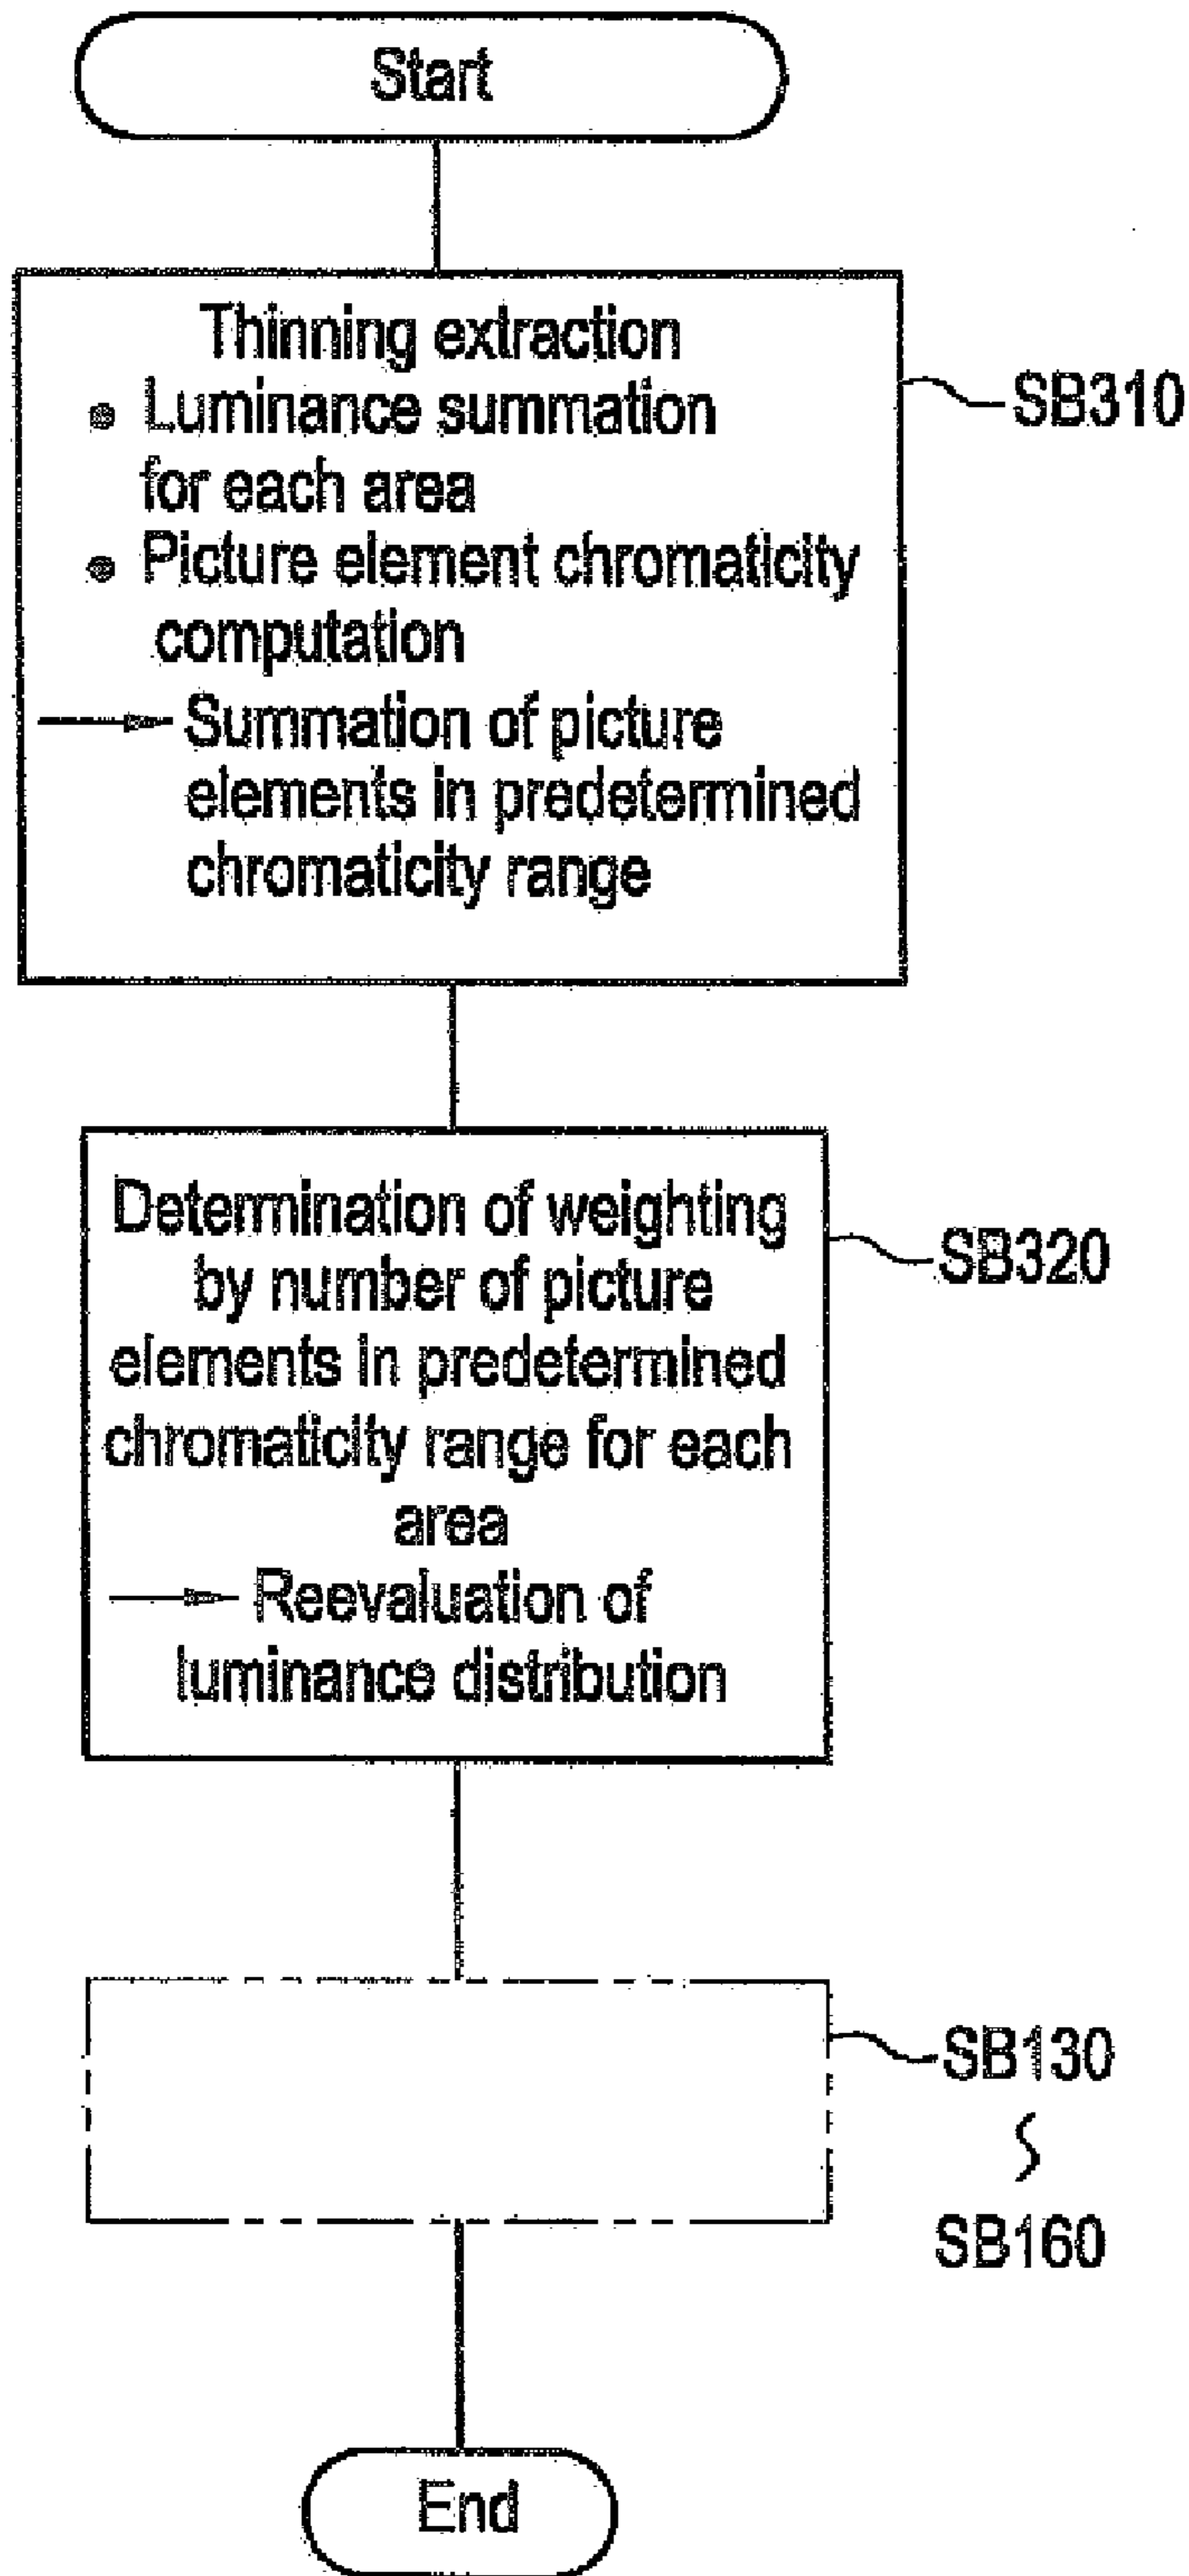 Start
Thinning extraction
● Luminance summation
for each area
● Picture element chromaticity
computation
→ Summation of picture
elements in predetermined
chromaticity range
SB310
Determination of weighting
by number of picture
elements in predetermined
chromaticity range for each
area
→ Reevaluation of
luminance distribution
SB320
SB130
SB160
End